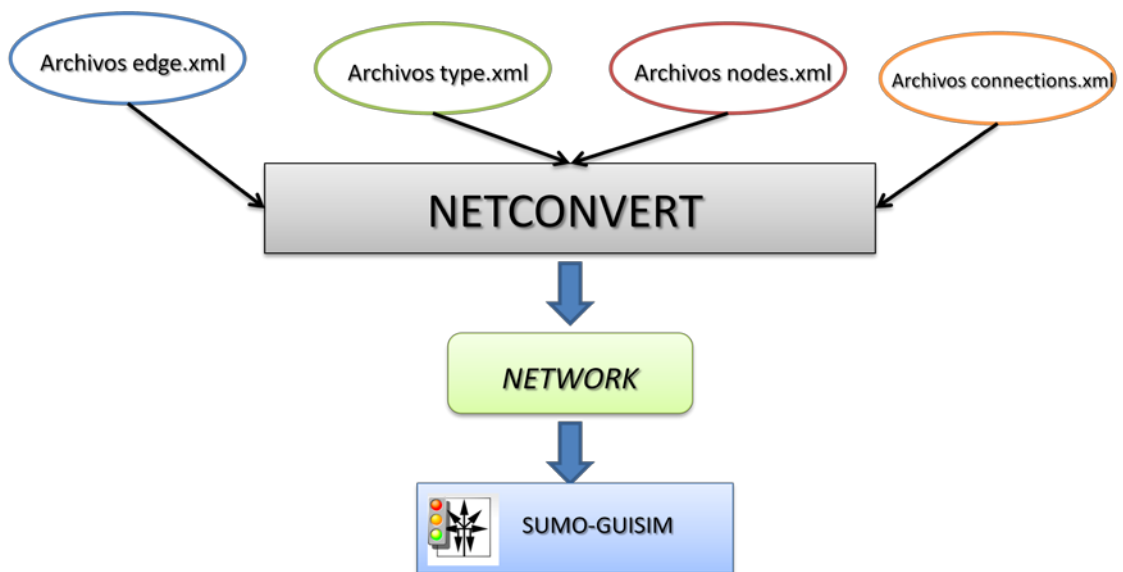 Archivos edge.xml
Archivos type.xml
Archivos nodes.xml
Archivos connections.xml
NETCONVERT
NETWORK
SUMO-GUISIM